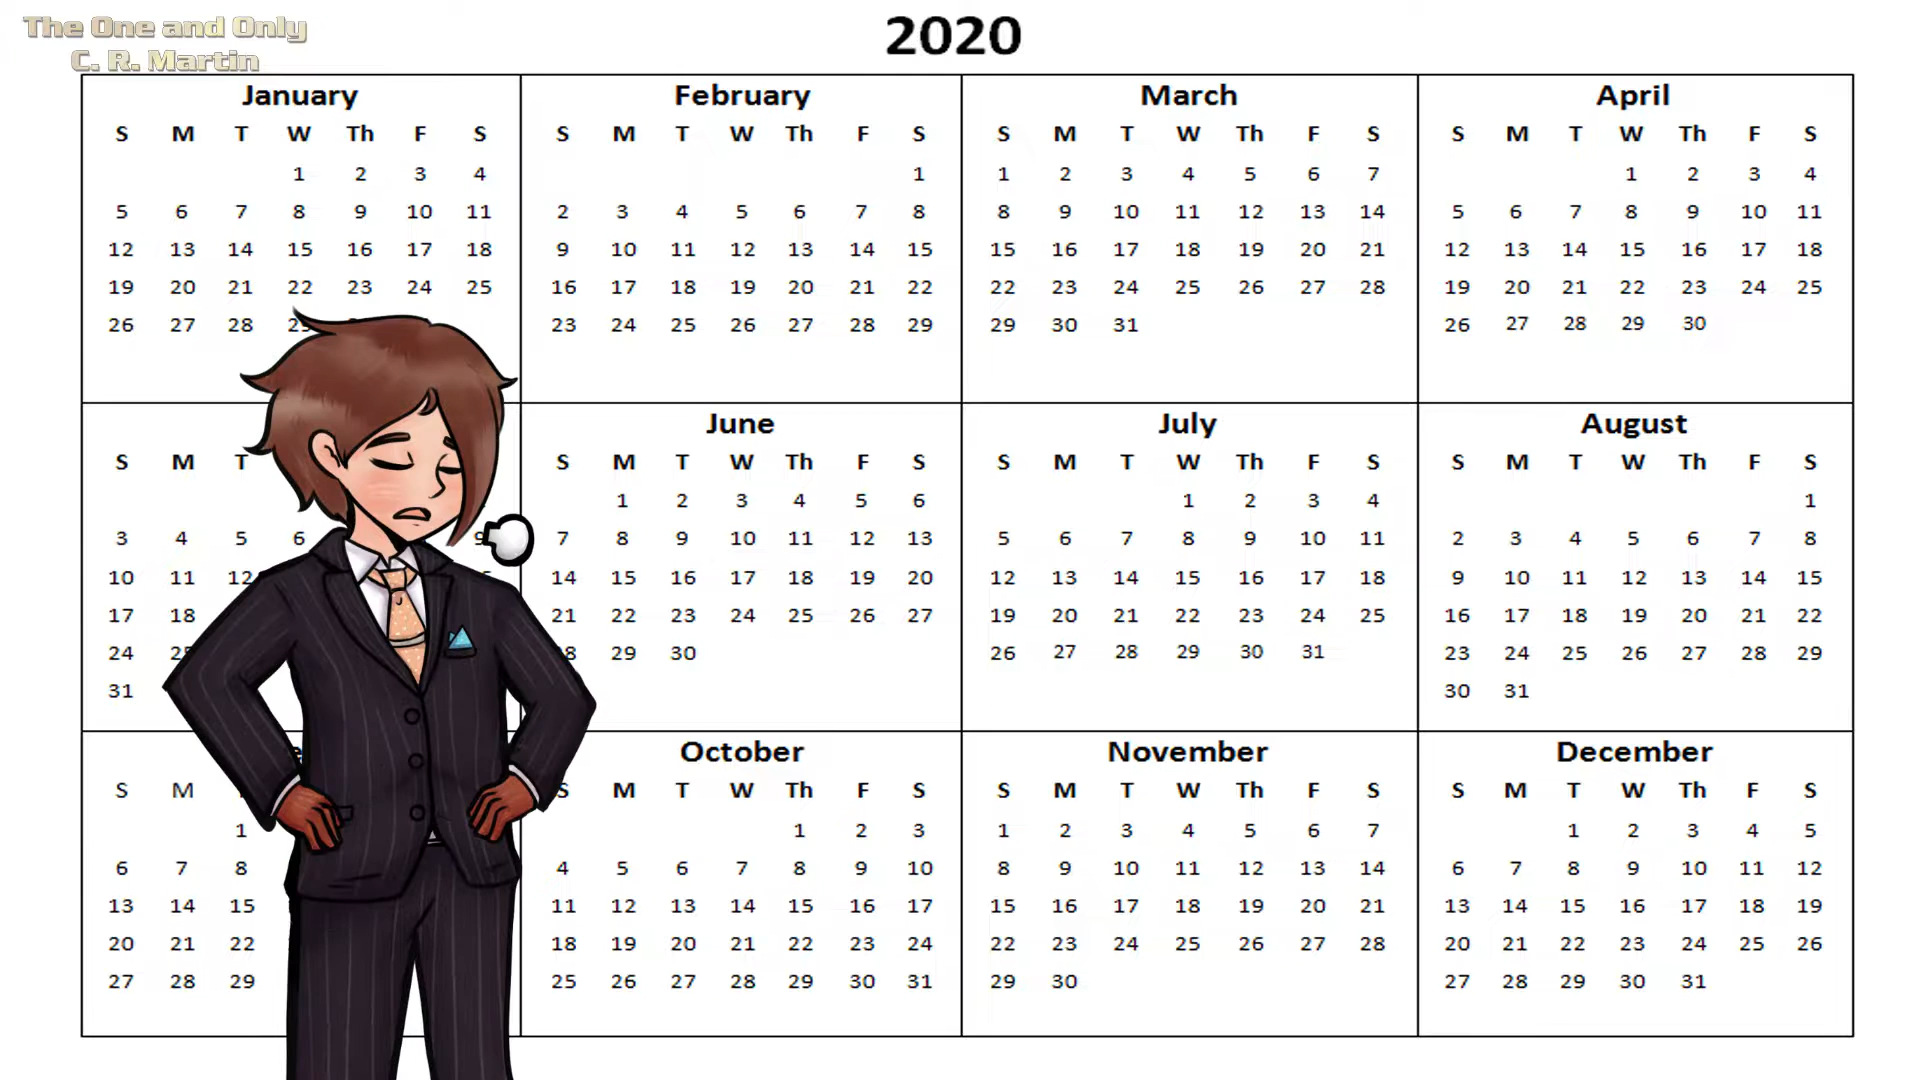 The One and Only
C. R. Martin
2020
January
S M T W Th F S
1 2 3 4
5 6 7 8 9 10 11
12 13 14 15 16 17 18
19 20 21 22 23 24 25
26 27 28
February
S M T W Th F S
1
2 3 4 5 6 7 8
9 10 11 12 13 14 15
16 17 18 19 20 21 22
23 24 25 26 27 28 29
March
S M T W Th F S
1 2 3 4 5 6 7
8 9 10 11 12 13 14
15 16 17 18 19 20 21
22 23 24 25 26 27 28
29 30 31
April
S M T W Th F S
1 2 3 4
5 6 7 8 9 10 11
12 13 14 15 16 17 18
19 20 21 22 23 24 25
26 27 28 29 30
S M T
3 4 5 6 9
10 11 12
17 18
24
31
June
S M T W Th F S
1 2 3 4 5 6
7 8 9 10 11 12 13
14 15 16 17 18 19 20
21 22 23 24 25 26 27
29 30
July
S M T W Th F S
1 2 3 4
5 6 7 8 9 10 11
12 13 14 15 16 17 18
19 20 21 22 23 24 25
26 27 28 29 30 31
August
S M T W Th F S
1
2 3 4 5 6 7 8
9 10 11 12 13 14 15
16 17 18 19 20 21 22
23 24 25 26 27 28 29
30 31
S M
1
6 7 8
13 14 15
20 21 22
27 28 29
October
S M T W Th F S
1 2 3
4 5 6 7 8 9 10
11 12 13 14 15 16 17
18 19 20 21 22 23 24
25 26 27 28 29 30 31
November
S M T W Th F S
1 2 3 4 5 6 7
8 9 10 11 12 13 14
15 16 17 18 19 20 21
22 23 24 25 26 27 28
29 30
December
S M T W Th F S
1 2 3 4 5
6 7 8 9 10 11 12
13 14 15 16 17 18 19
20 21 22 23 24 25 26
27 28 29 30 31